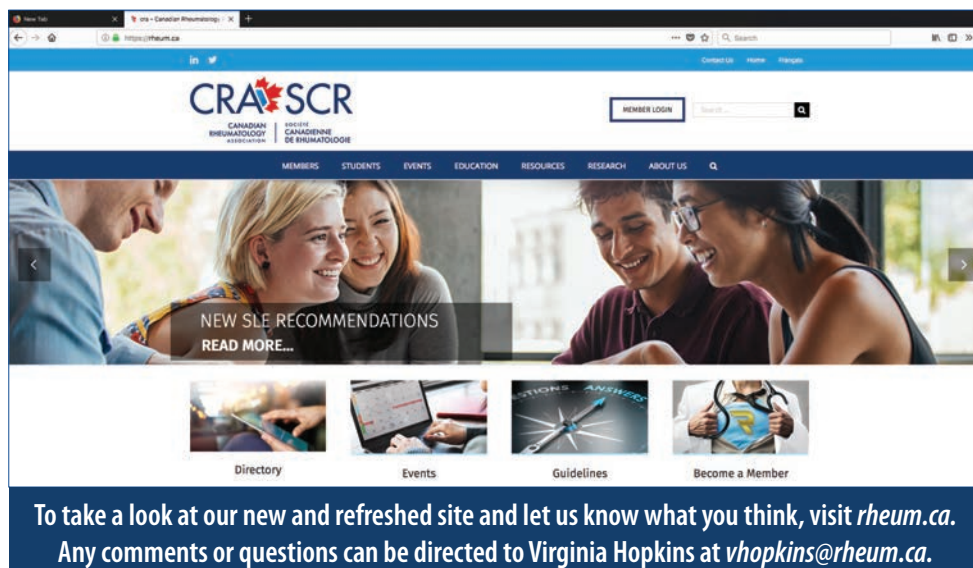 New Tab
cra – Canadian Rheumatology
https://rheum.ca
Search
Contact Us Home Français
CRA SCR
CANADIAN
RHEUMATOLOGY
ASSOCIATION
SOCIÉTÉ
CANADIENNE
DE RHUMATOLOGIE
MEMBER LOGIN
Search ...
MEMBERS STUDENTS EVENTS EDUCATION RESOURCES RESEARCH ABOUT US
NEW SLE RECOMMENDATIONS
READ MORE...
STIONS ANSWERS
Directory Events Guidelines Become a Member
To take a look at our new and refreshed site and let us know what you think, visit rheum.ca.
Any comments or questions can be directed to Virginia Hopkins at vhopkins@rheum.ca.